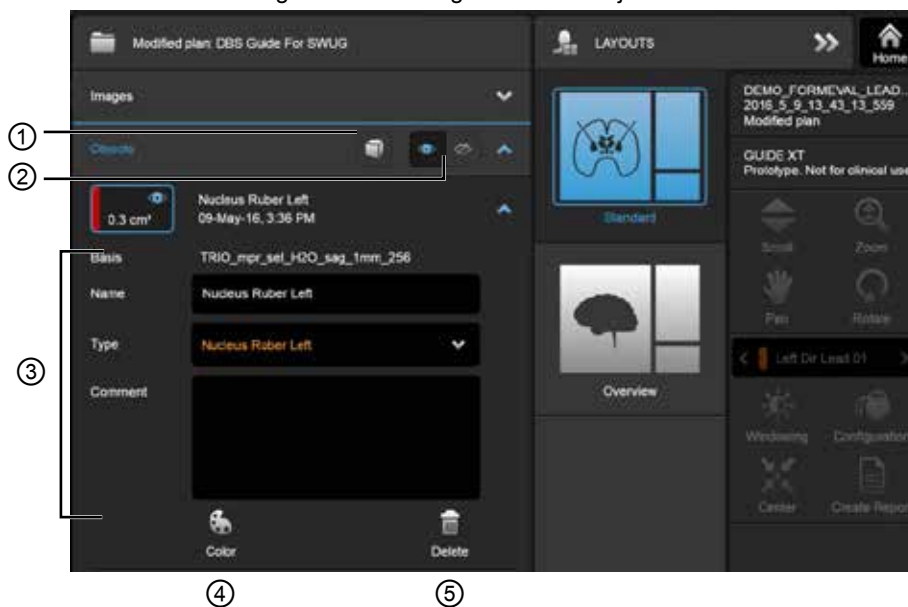 Modified plan: DBS Guide For SWUG
LAYOUTS
Home
Images
DEMO_FORMEVAL_LEAD...
2016_5_9_13_43_13_559
Modified plan
①
Objects
②
GUIDE XT
Prototype. Not for clinical use
0.3 cm³
Nucleus Ruber Left
09-May-16, 3:36 PM
Standard
Scroll
Zoom
Basis
TRIO_mpr_sel_H2O_sag_1mm_256
Name
Nucleus Ruber Left
Pan
Rotate
Type
Nucleus Ruber Left
Left Dir Lead 01
③
Comment
Overview
Windowing
Configuration
Center
Create Report
Color
Delete
④
⑤